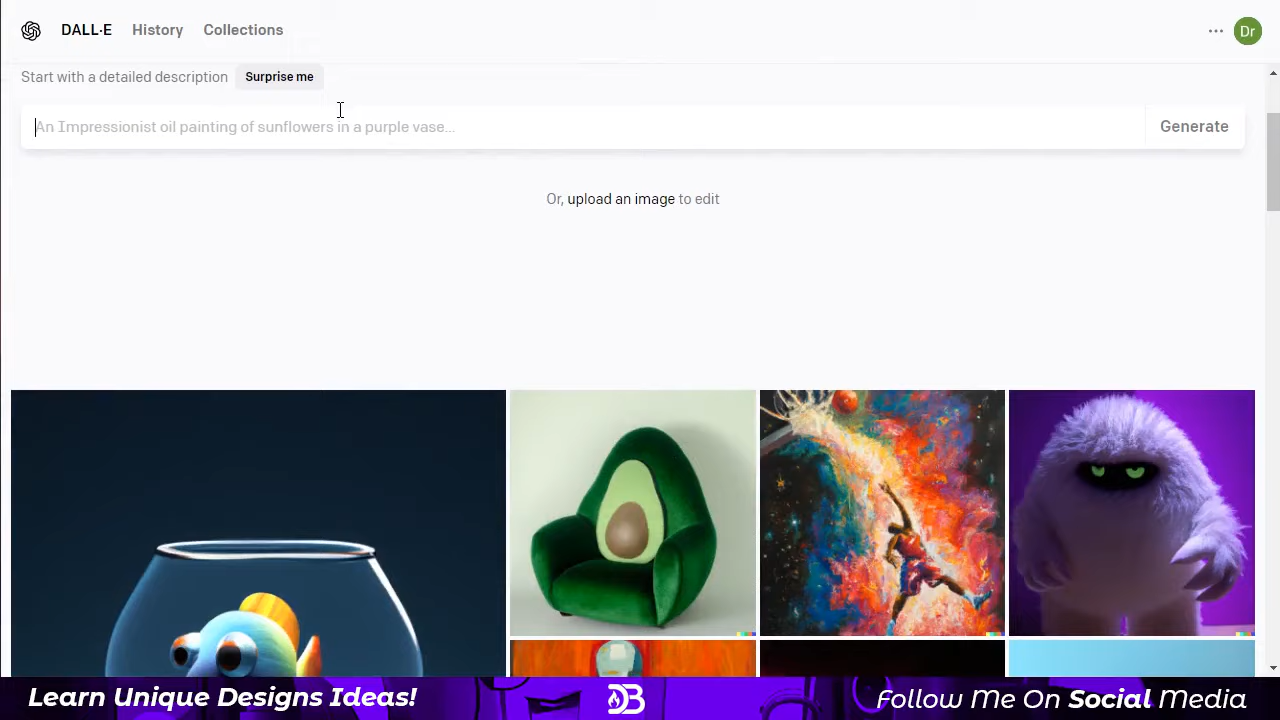 DALL·E History Collections ··· Dr
Start with a detailed description Surprise me
An Impressionist oil painting of sunflowers in a purple vase... Generate
Or, upload an image to edit
Learn Unique Designs Ideas! DB Follow Me On Social Media